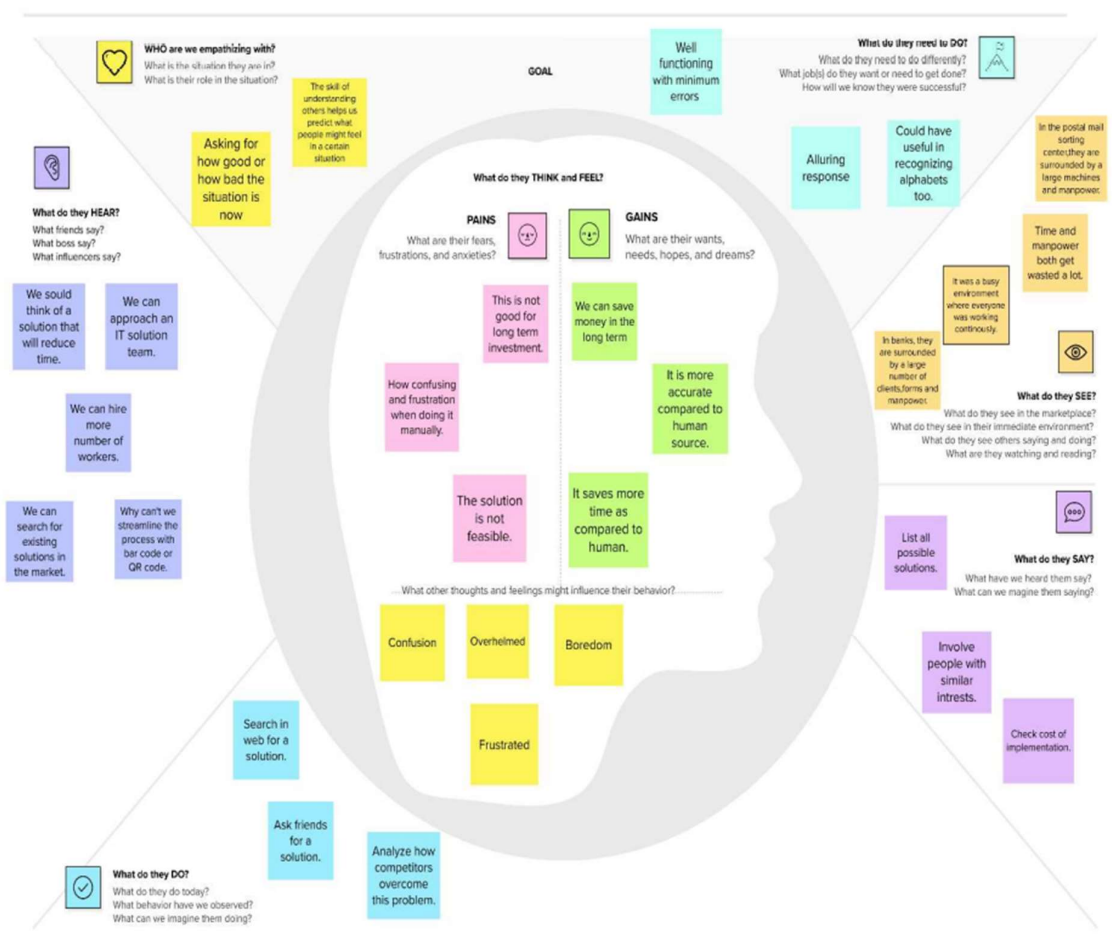 WHO are we empathizing with?
What is the situation they are in?
What is their role in the situation?
The skill of
understanding
others helps us
predict what
people might feel
in a certain
situation
Asking for
how good or
how bad the
situation is
now
GOAL
Well
functioning
with minimum
errors
What do they need to DO?
What do they need to do differently?
What job(s) do they want or need to get done?
How will we know they were successful?
Alluring
response
Could have
useful in
recognizing
alphabets
too.
What do they HEAR?
What friends say?
What boss say?
What influencers say?
We sould
think of a
solution that
will reduce
time.
We can
approach an
IT solution
team.
We can hire
more
number of
workers.
We can
search for
existing
solutions in
the market.
Why can't we
streamline the
process with
bar code or
QR code.
What do they THINK and FEEL?
PAINS
What are their fears,
frustrations, and anxieties?
This is not
good for
long term
investment.
How confusing
and frustration
when doing it
manually.
The solution
is not
feasible.
GAINS
What are their wants,
needs, hopes, and dreams?
We can save
money in the
long term
It is more
accurate
compared to
human
source.
It saves more
time as
compared to
human.
What other thoughts and feelings might influence their behavior?
Confusion
Overhelmed
Boredom
Frustrated
In the postal mail
sorting
center,they are
surrounded by a
large machines
and manpower.
Time and
manpower
both get
wasted a lot.
It was a busy
environment
where everyone
was working
continously.
In banks, they
are surrounded
by a large
number of
clients,forms and
manpower.
What do they SEE?
What do they see in the marketplace?
What do they see in their immediate environment?
What do they see others saying and doing?
What are they watching and reading?
List all
possible
solutions.
What do they SAY?
What have we heard them say?
What can we magine them saying?
Involve
people with
similar
intrests.
Check cost of
implementation.
Search in
web for a
solution.
Ask friends
for a
solution.
Analyze how
competitors
overcome
this problem.
What do they DO?
What do they do today?
What behavior have we observed?
What can we imagine them doing?